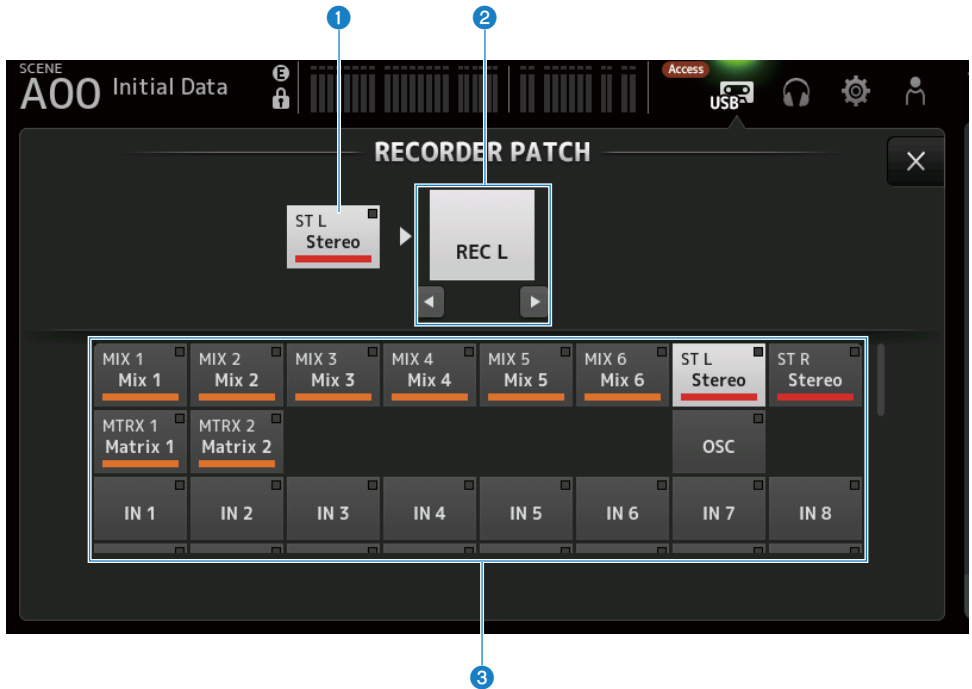 1 2
SCENE
A00 Initial Data E Access USB
RECORDER PATCH
ST L
Stereo
REC L
MIX 1 MIX 2 MIX 3 MIX 4 MIX 5 MIX 6 ST L ST R
Mix 1 Mix 2 Mix 3 Mix 4 Mix 5 Mix 6 Stereo Stereo
MTRX 1 MTRX 2
Matrix 1 Matrix 2 OSC
IN 1 IN 2 IN 3 IN 4 IN 5 IN 6 IN 7 IN 8
3